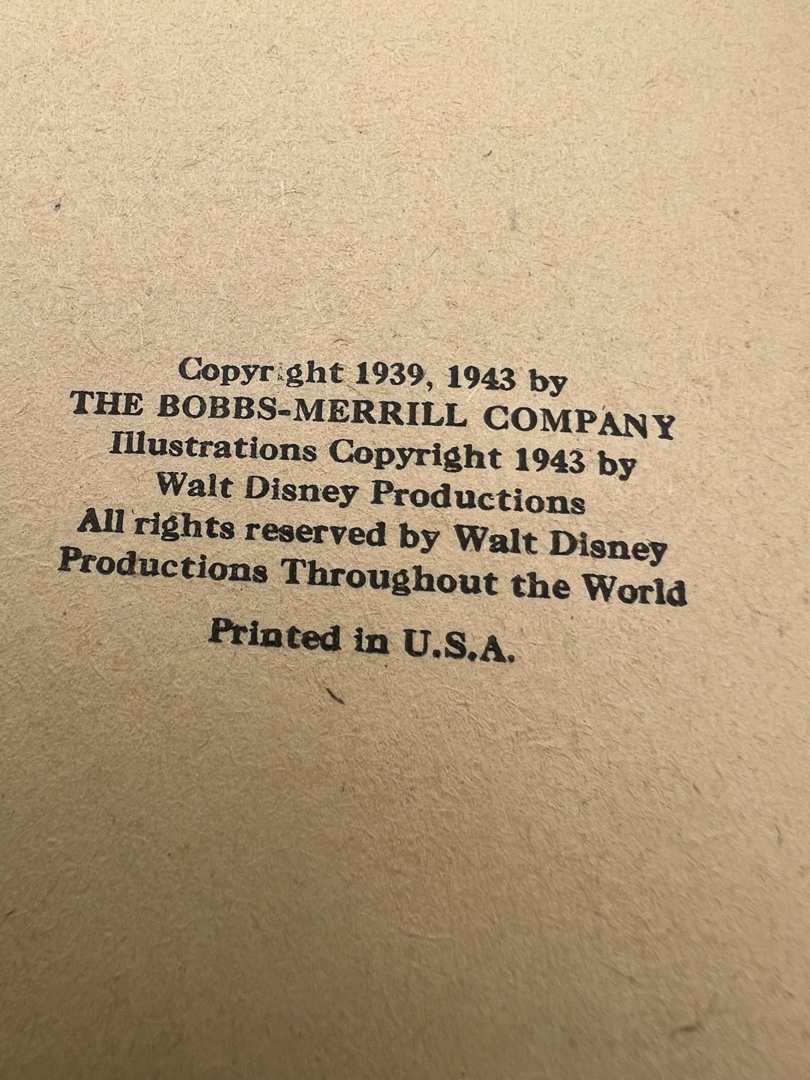 Copyright 1939, 1943 by
THE BOBBS-MERRILL COMPANY
Illustrations Copyright 1943 by
Walt Disney Productions
All rights reserved by Walt Disney
Productions Throughout the World
Printed in U.S.A.